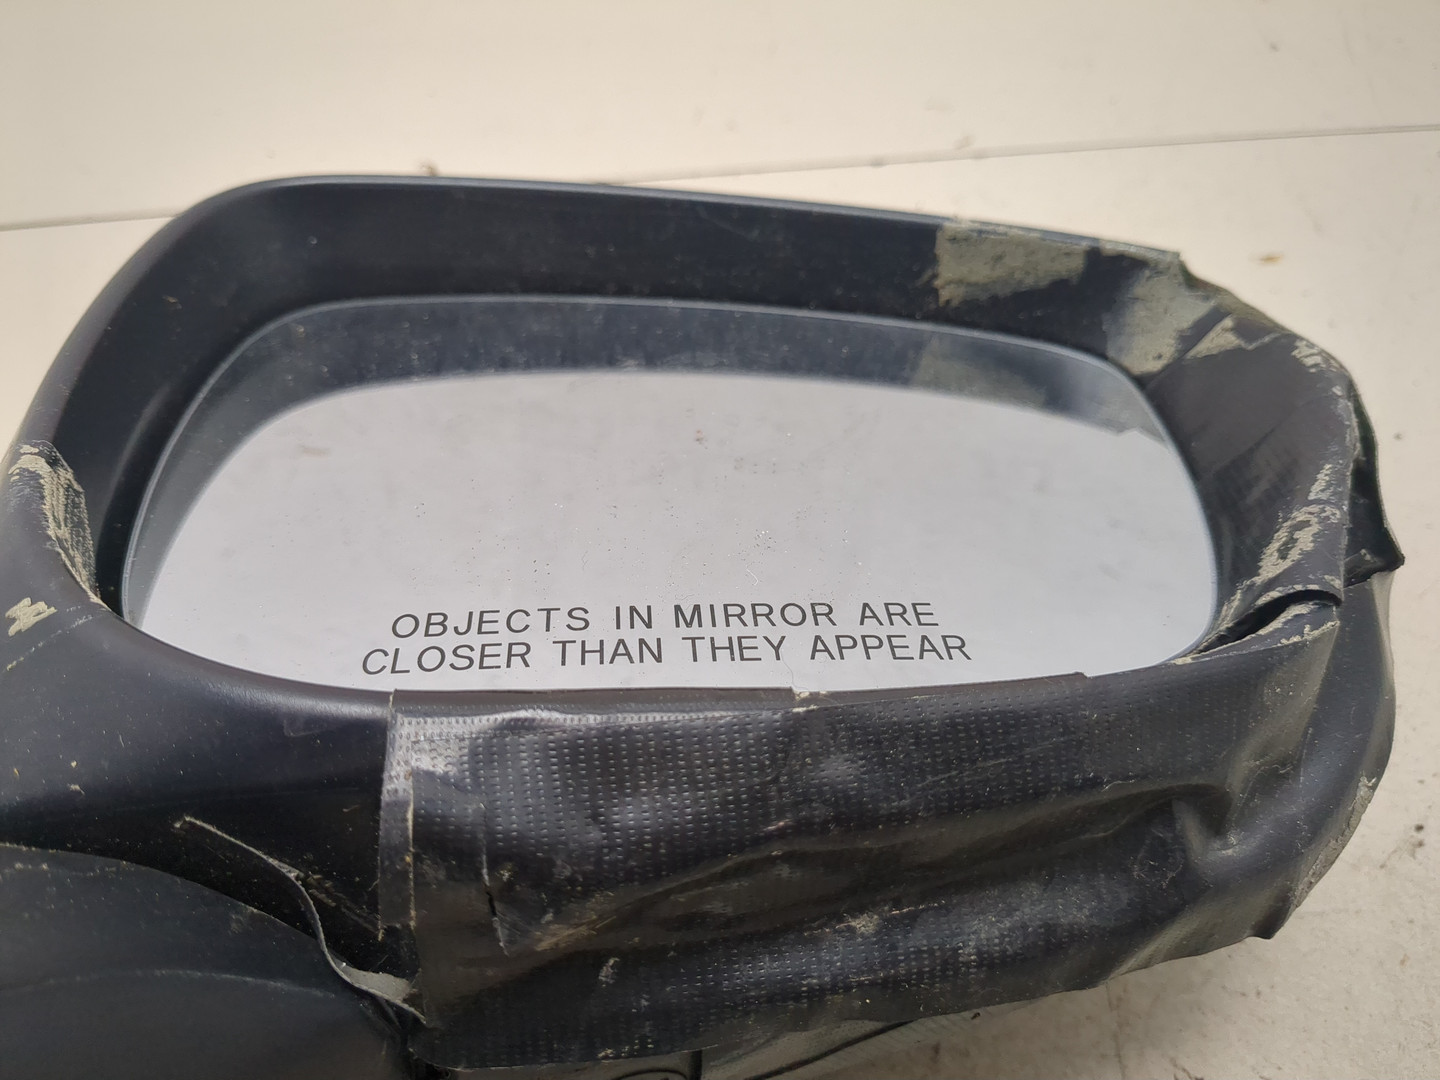 OBJECTS IN MIRROR ARE
CLOSER THAN THEY APPEAR